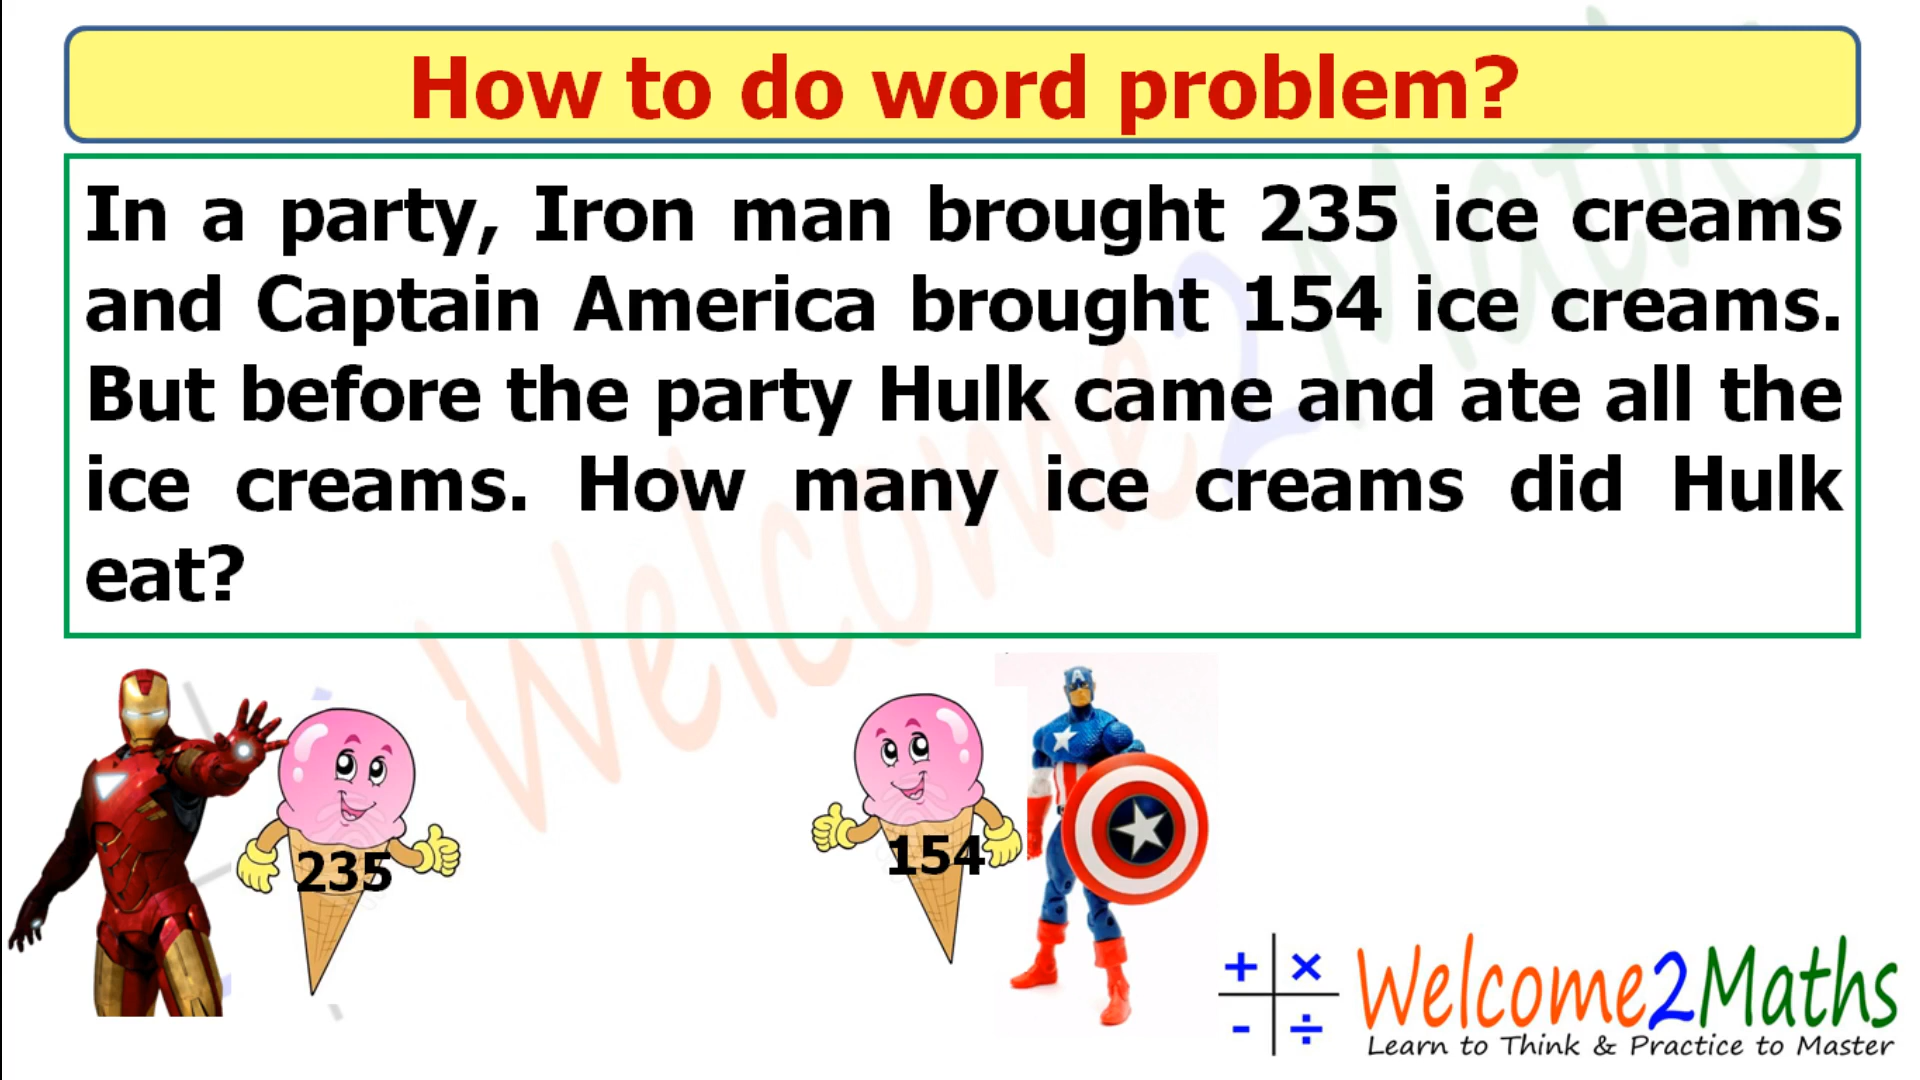 How to do word problem?
In a party, Iron man brought 235 ice creams
and Captain America brought 154 ice creams.
But before the party Hulk came and ate all the
ice creams. How many ice creams did Hulk
eat?
235
154
A
+ ×
- ÷
Welcome2Maths
Learn to Think & Practice to Master
Welcome2Maths